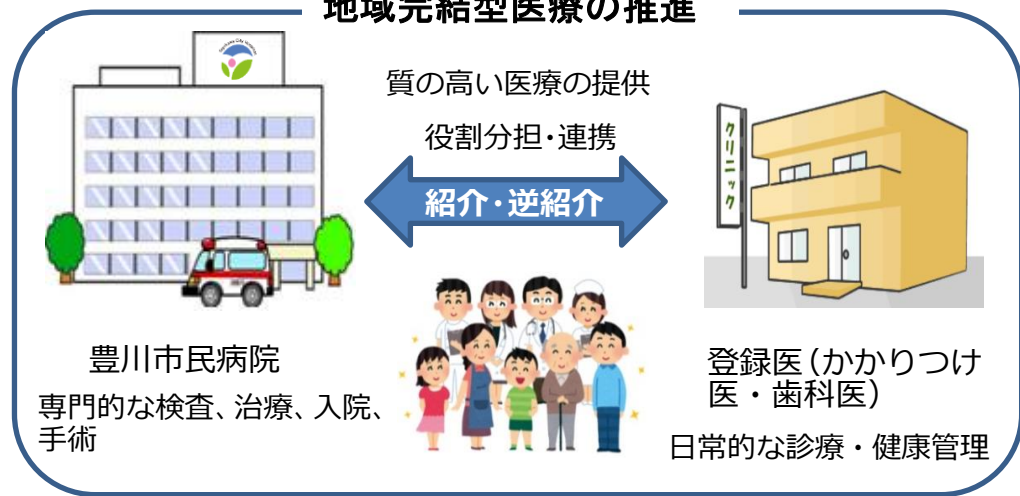 地域完結型医療の推進
質の高い医療の提供
役割分担・連携
紹介・逆紹介
クリニック
豊川市民病院
専門的な検査、治療、入院、
手術
登録医(かかりつけ
医・歯科医)
日常的な診療・健康管理